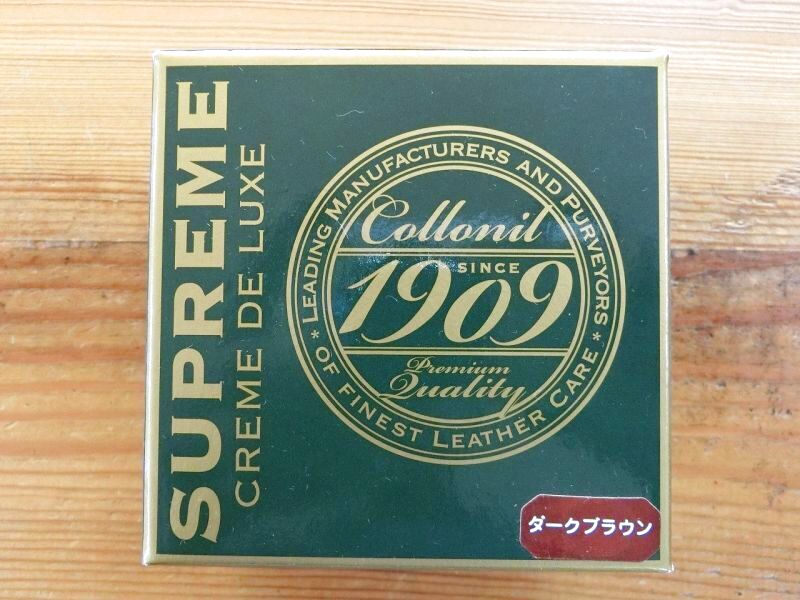 SUPREME
CREME DE LUXE
* LEADING MANUFACTURERS AND PURVEYORS *
OF FINEST LEATHER CARE
Collonil
SINCE
1909
Premium
Quality
ダークブラウン